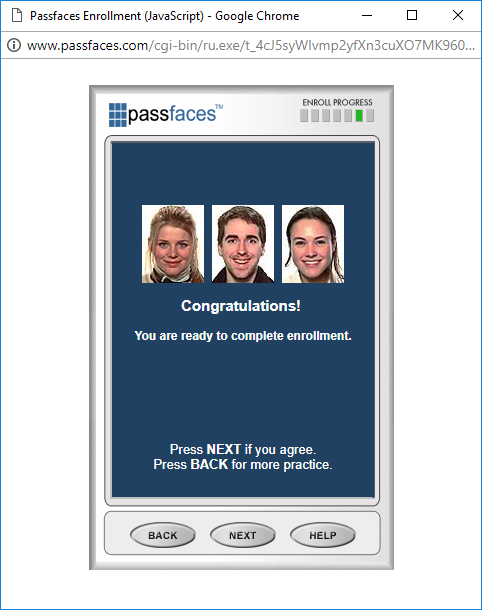 Passfaces Enrollment (JavaScript) - Google Chrome
www.passfaces.com/cgi-bin/ru.exe/t_4cJ5syWIvmp2yfXn3cuXO7MK960...
passfaces™
ENROLL PROGRESS
Congratulations!
You are ready to complete enrollment.
Press NEXT if you agree.
Press BACK for more practice.
BACK NEXT HELP